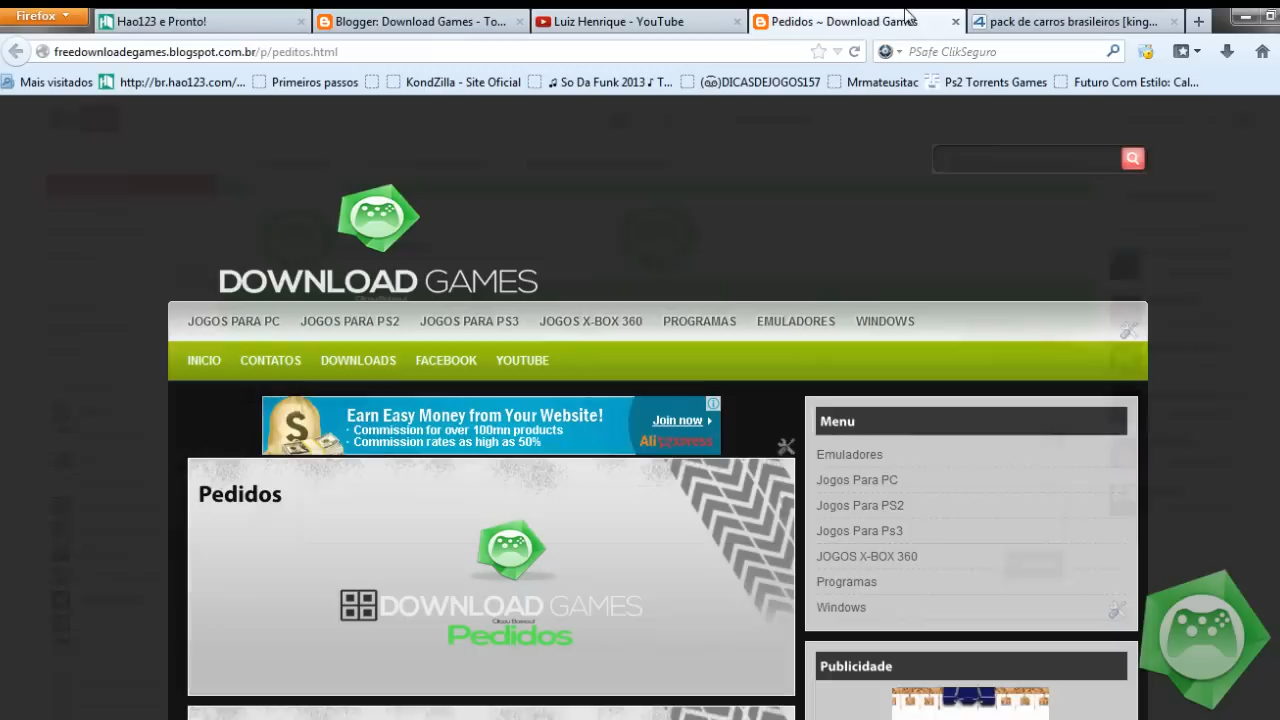 Firefox
Hao123 e Pronto!
Blogger: Download Games - To...
Luiz Henrique - YouTube
Pedidos ~ Download Games
pack de carros brasileiros [king...
freedownloadegames.blogspot.com.br/p/peditos.html
PSafe ClikSeguro
Mais visitados
http://br.hao123.com/...
Primeiros passos
KondZilla - Site Oficial
♫ So Da Funk 2013 ♪ T...
DICASDEJOGOS157
Mrmateusitac
Ps2 Torrents Games
Futuro Com Estilo: Cal...
DOWNLOAD GAMES
JOGOS PARA PC
JOGOS PARA PS2
JOGOS PARA PS3
JOGOS X-BOX 360
PROGRAMAS
EMULADORES
WINDOWS
INICIO
CONTATOS
DOWNLOADS
FACEBOOK
YOUTUBE
Earn Easy Money from Your Website!
· Commission for over 100mn products
· Commission rates as high as 50%
Join now
AliExpress
Menu
Emuladores
Jogos Para PC
Jogos Para PS2
Jogos Para Ps3
JOGOS X-BOX 360
Programas
Windows
Pedidos
DOWNLOAD GAMES
Clicou Baixou!
Pedidos
Publicidade